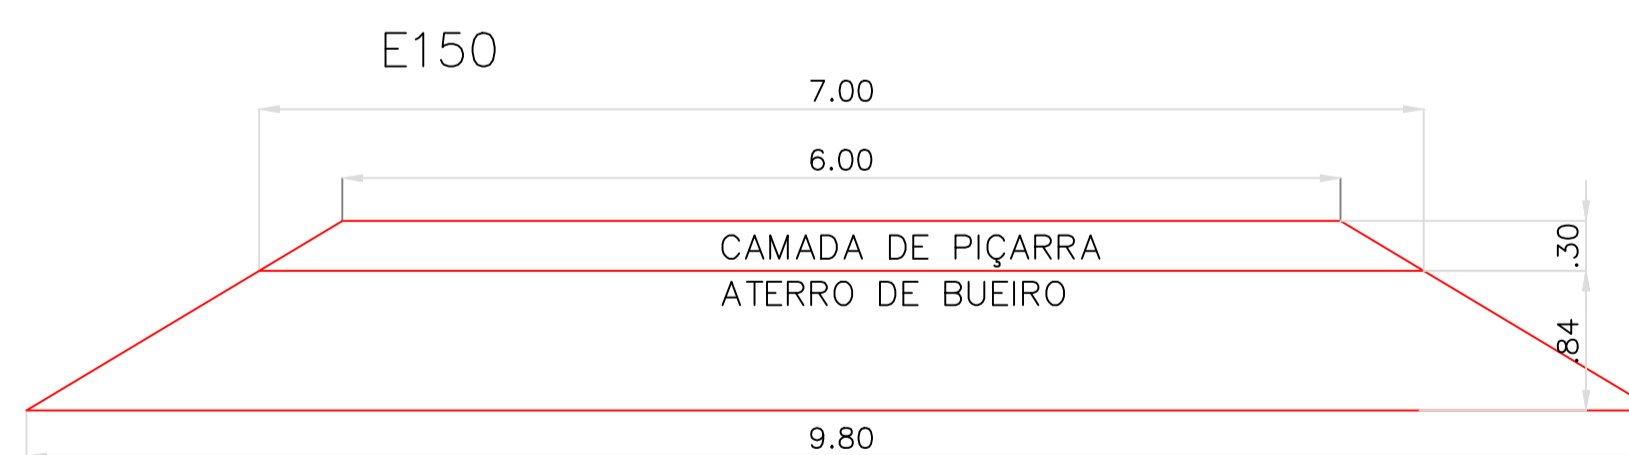 E150
7.00
6.00
CAMADA DE PIÇARRA
.30
ATERRO DE BUEIRO
.84
9.80